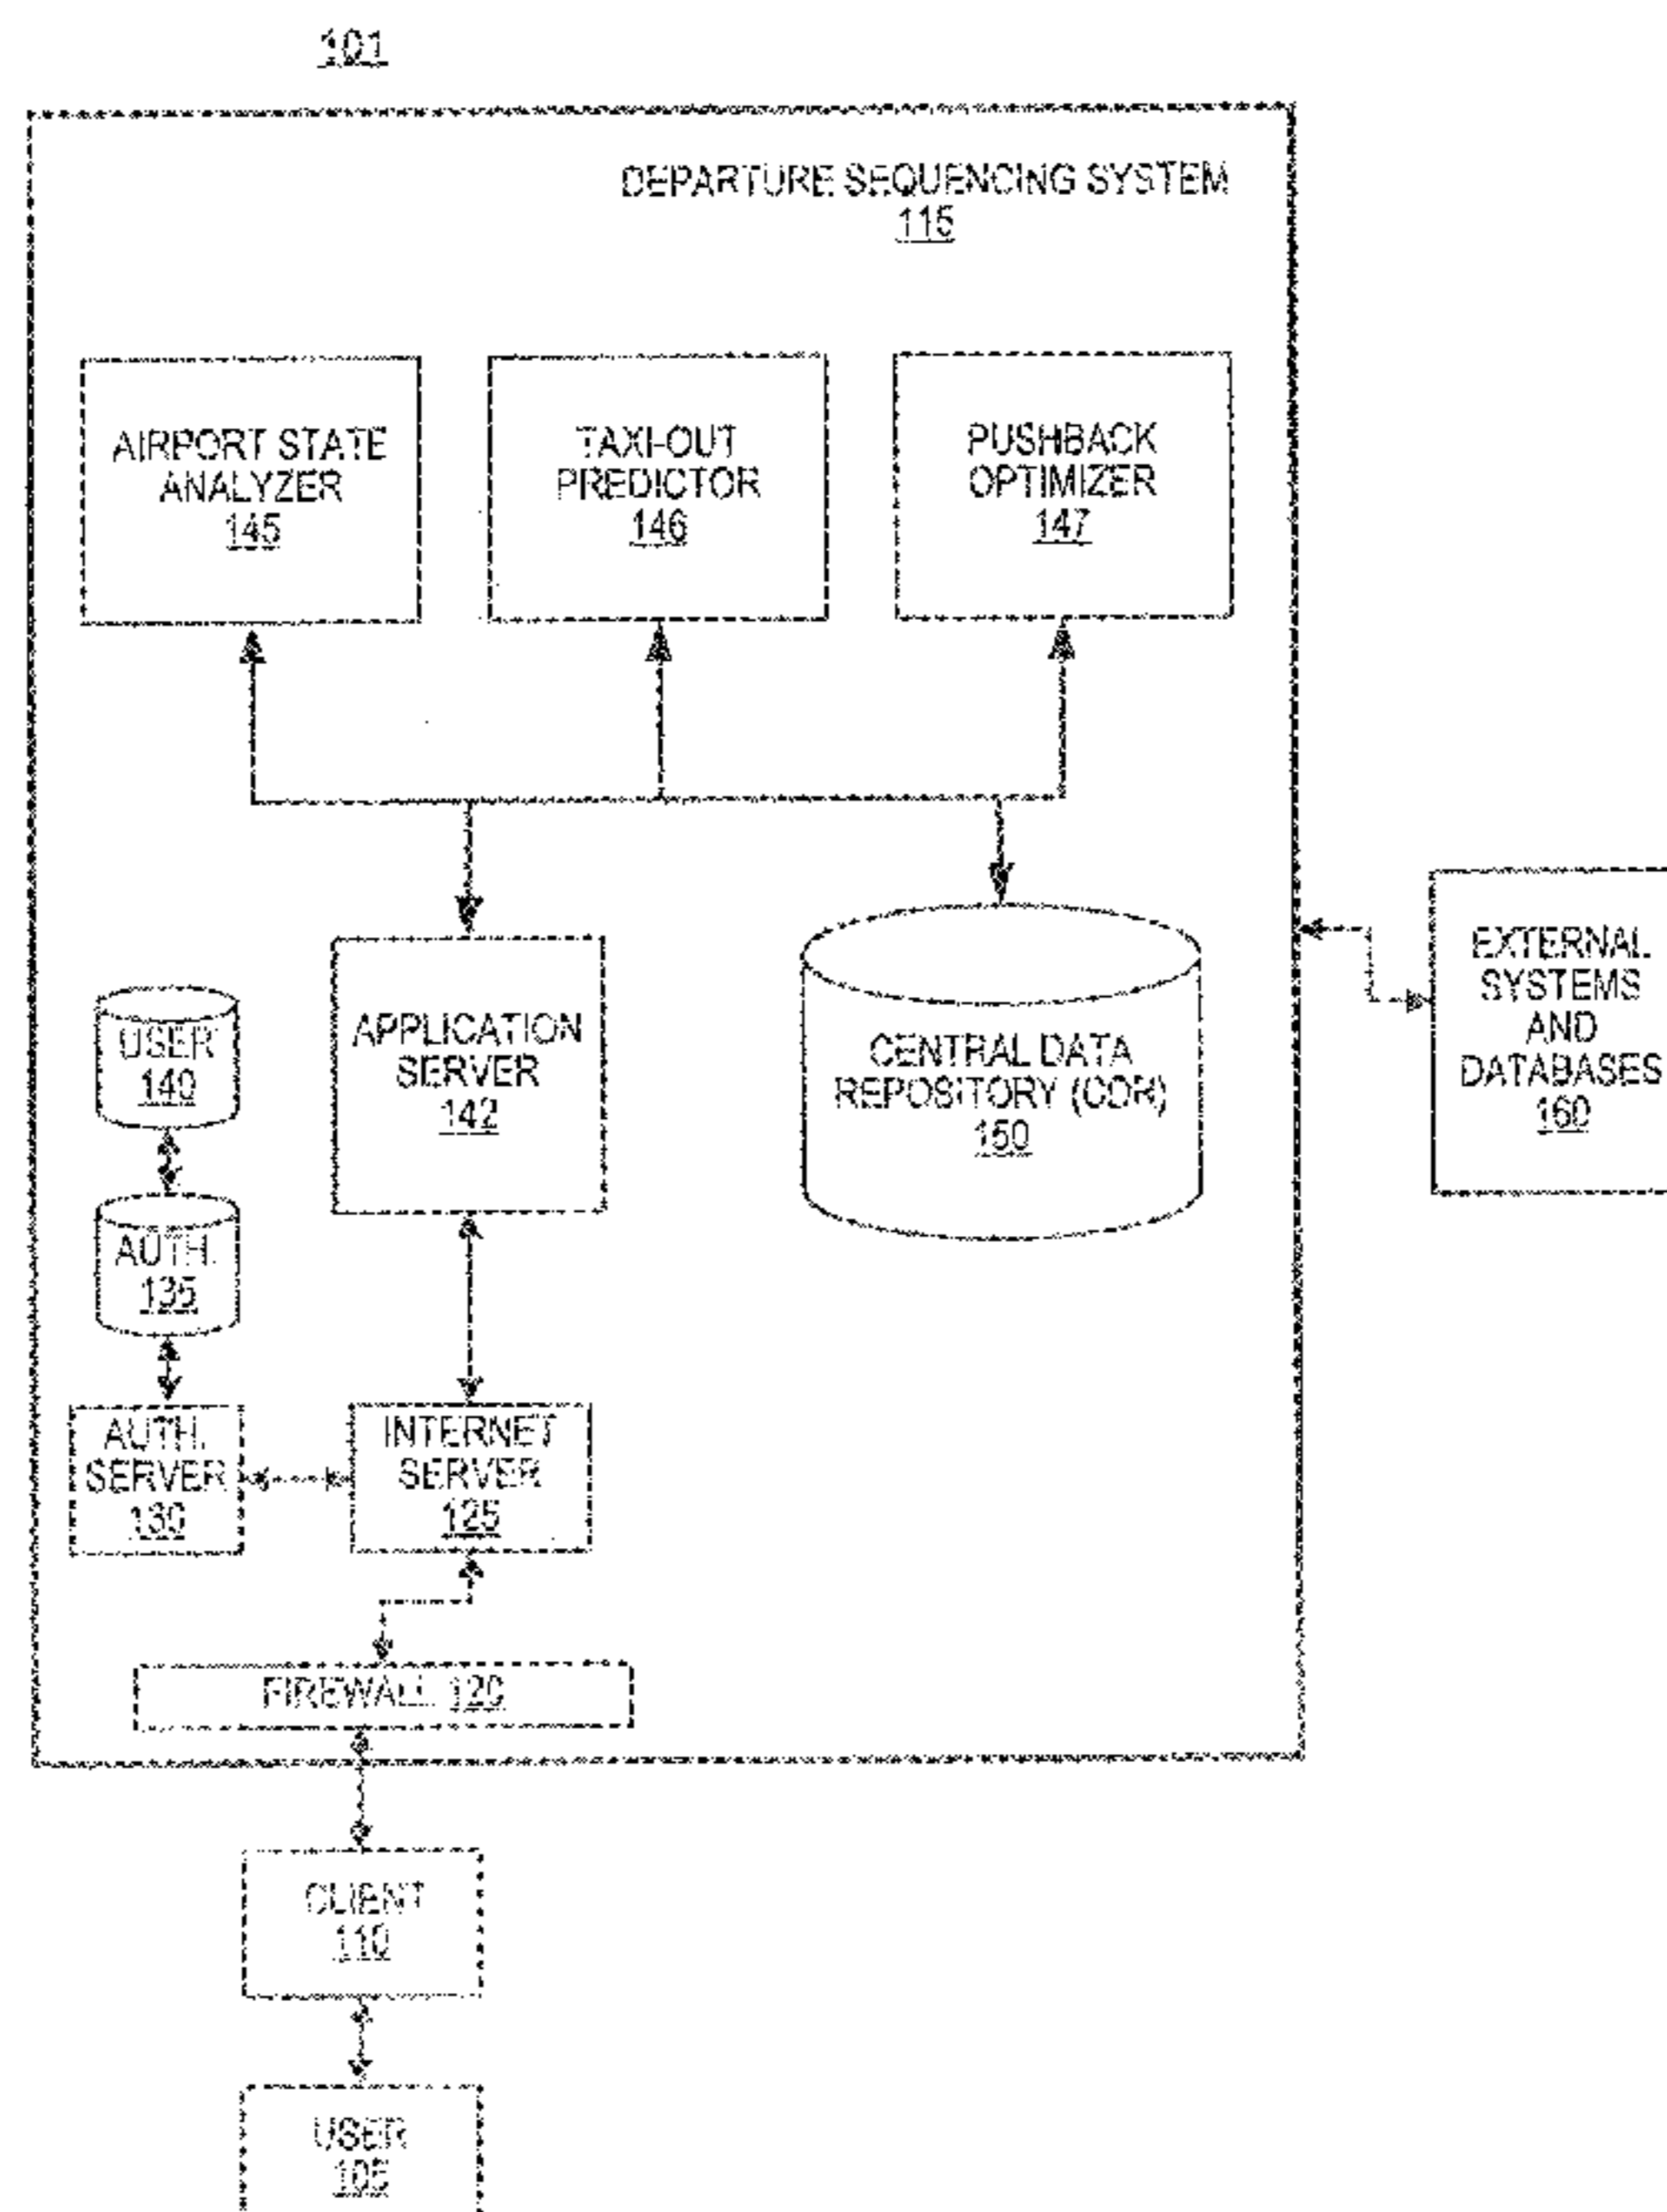 101
DEPARTURE SEQUENCING SYSTEM
115
AIRPORT STATE
ANALYZER
145
TAXI-OUT
PREDICTOR
146
PUSHBACK
OPTIMIZER
147
USER
140
AUTH.
135
APPLICATION
SERVER
142
CENTRAL DATA
REPOSITORY (CDR)
150
EXTERNAL
SYSTEMS
AND
DATABASES
160
AUTH.
SERVER
130
INTERNET
SERVER
125
FIREWALL 120
CLIENT
110
USER
105